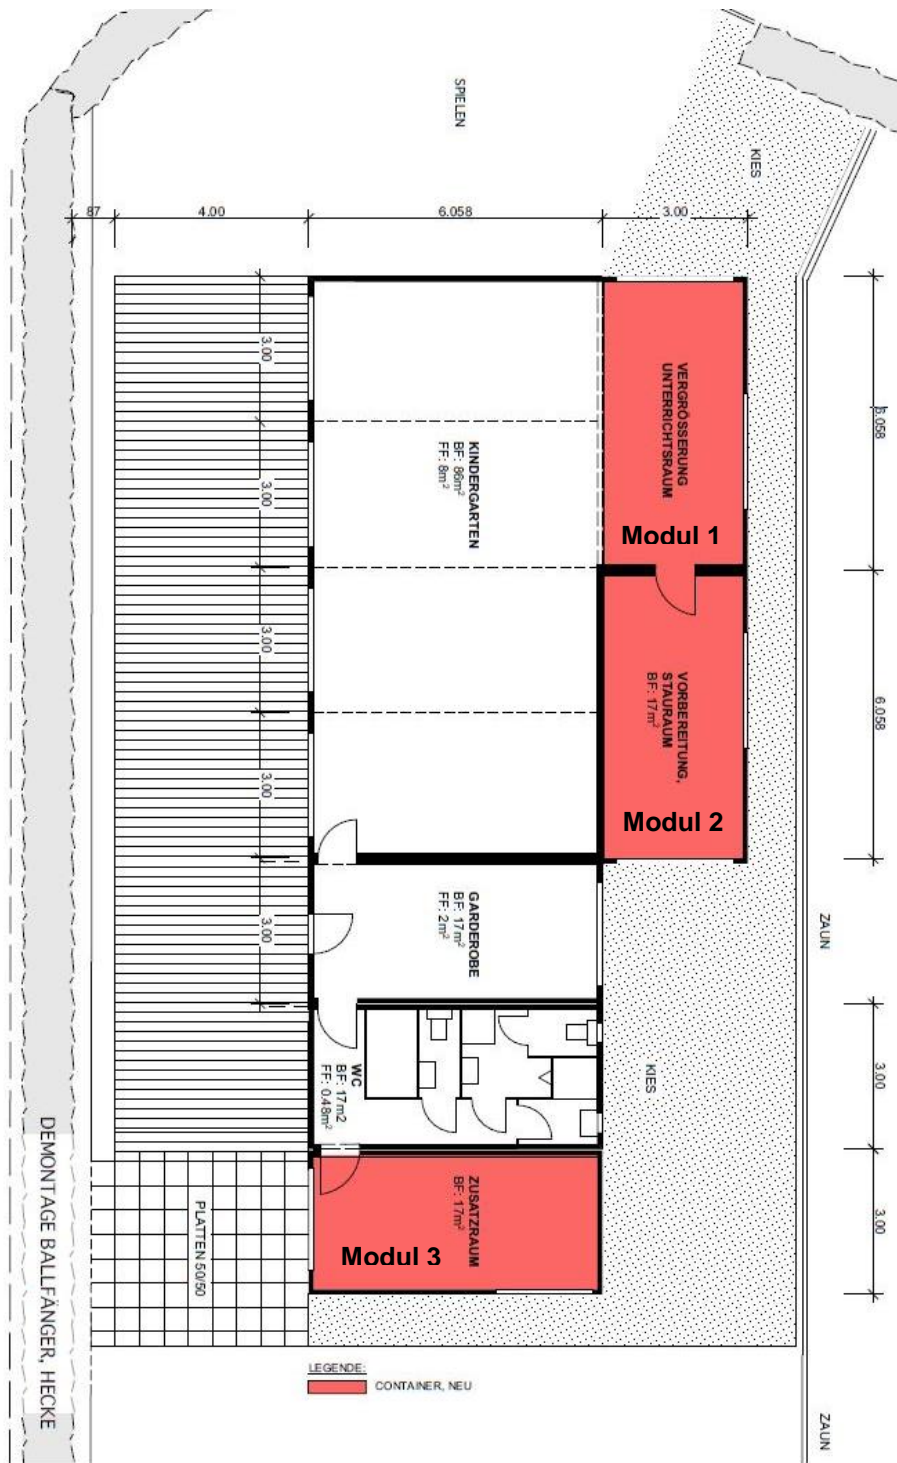 SPIELEN
KIES
87
4.00
6.058
3.00
3.00
3.00
3.00
3.00
3.00
6.058
6.058
3.00
3.00
VERGRÖSSERUNG
UNTERRICHTSRAUM
Modul 1
KINDERGARTEN
BF: 86m²
FF: 8m²
VORBEREITUNG,
STAURAUM
BF: 17m²
Modul 2
GARDEROBE
BF: 17m²
FF: 2m²
ZAUN
WC
BF: 17m2
FF: 0.48m²
KIES
ZUSATZRAUM
BF: 17m²
Modul 3
PLATTEN 50/50
DEMONTAGE BALLFÄNGER, HECKE
LEGENDE:
CONTAINER, NEU
ZAUN